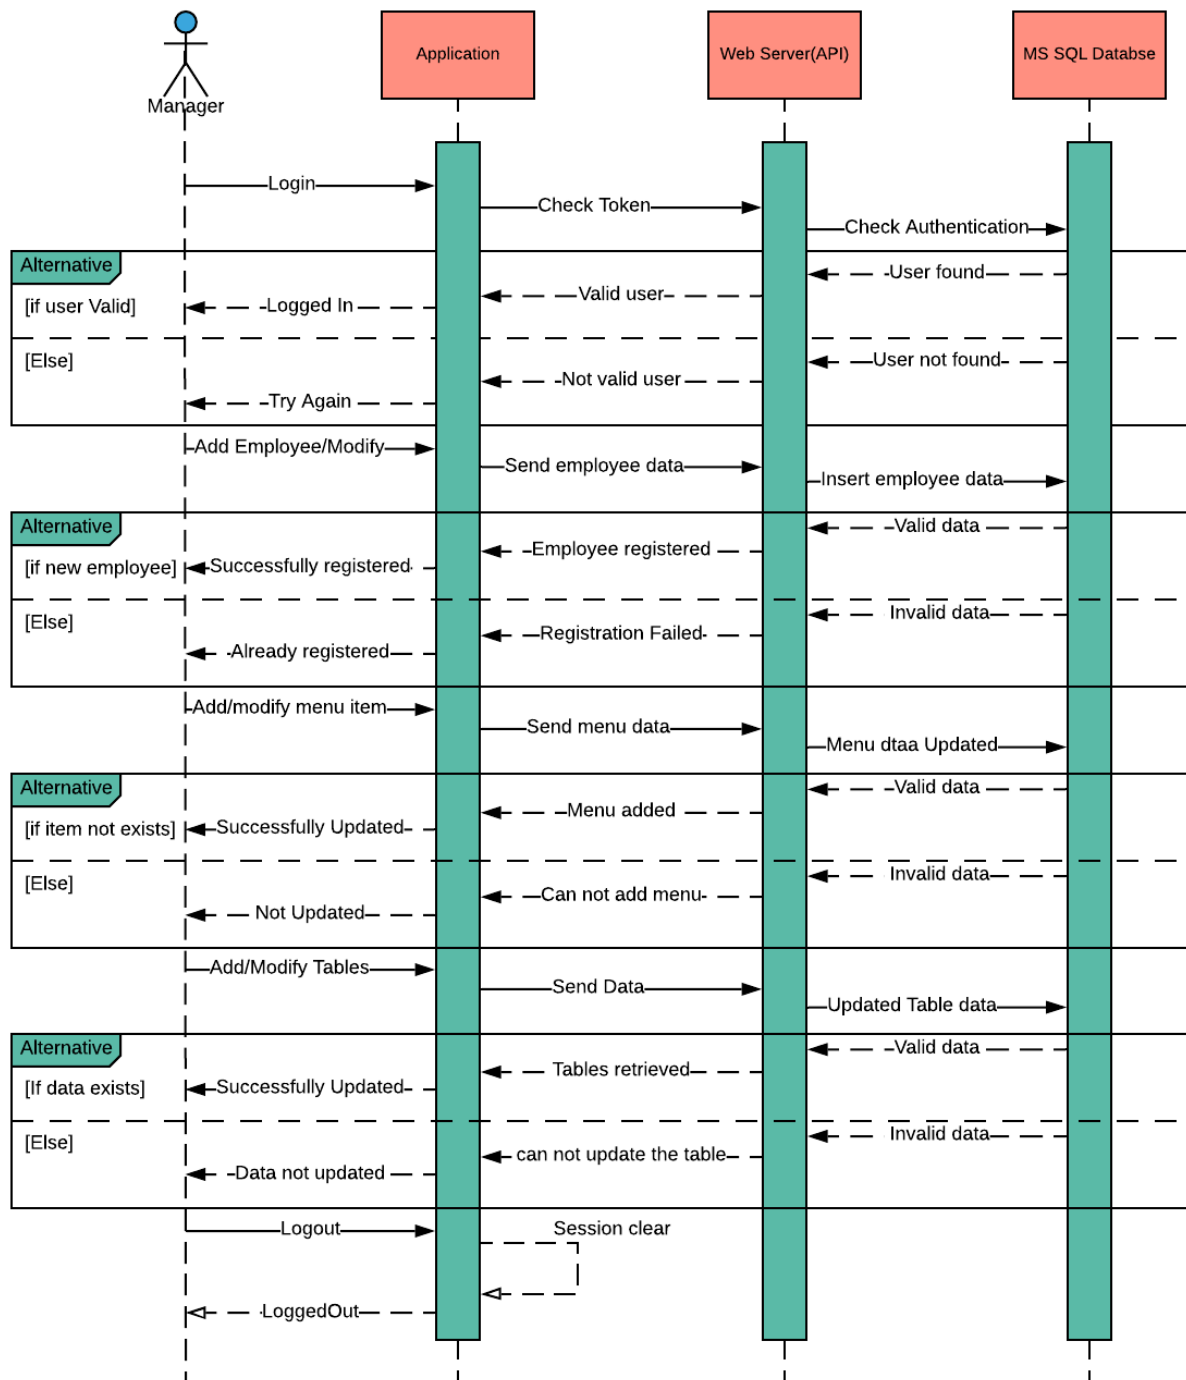 Manager
Application
Web Server(API)
MS SQL Databse
Login
Check Token
Check Authentication
Alternative
User found
Valid user
[if user Valid]
Logged In
[Else]
User not found
Not valid user
Try Again
Add Employee/Modify
Send employee data
Insert employee data
Alternative
Valid data
Employee registered
[if new employee]
Successfully registered
[Else]
Invalid data
Registration Failed
Already registered
Add/modify menu item
Send menu data
Menu dtaa Updated
Alternative
Valid data
Menu added
[if item not exists]
Successfully Updated
[Else]
Invalid data
Can not add menu
Not Updated
Add/Modify Tables
Send Data
Updated Table data
Alternative
Valid data
Tables retrieved
[If data exists]
Successfully Updated
[Else]
Invalid data
can not update the table
Data not updated
Logout
Session clear
LoggedOut